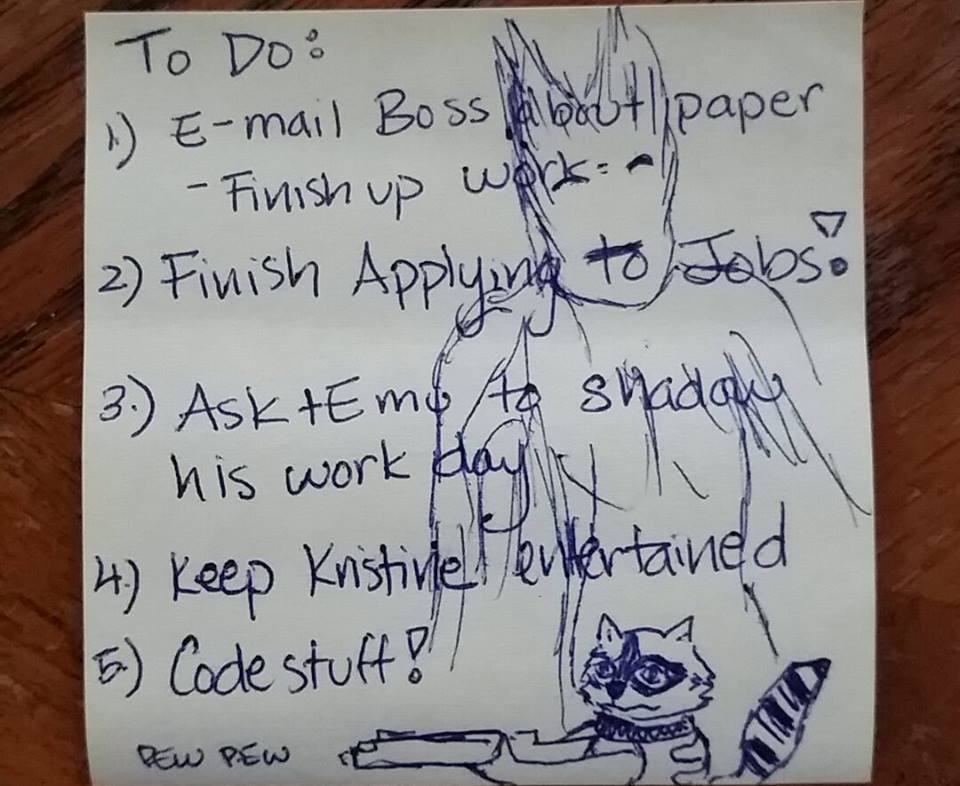 To Do:
1.) E-mail Boss about paper
- Finish up work
2.) Finish Applying to Jobs!
3.) Ask +Emo to shadow
his work day
4.) Keep Kristine entertained
5.) Code stuff!
PEW PEW